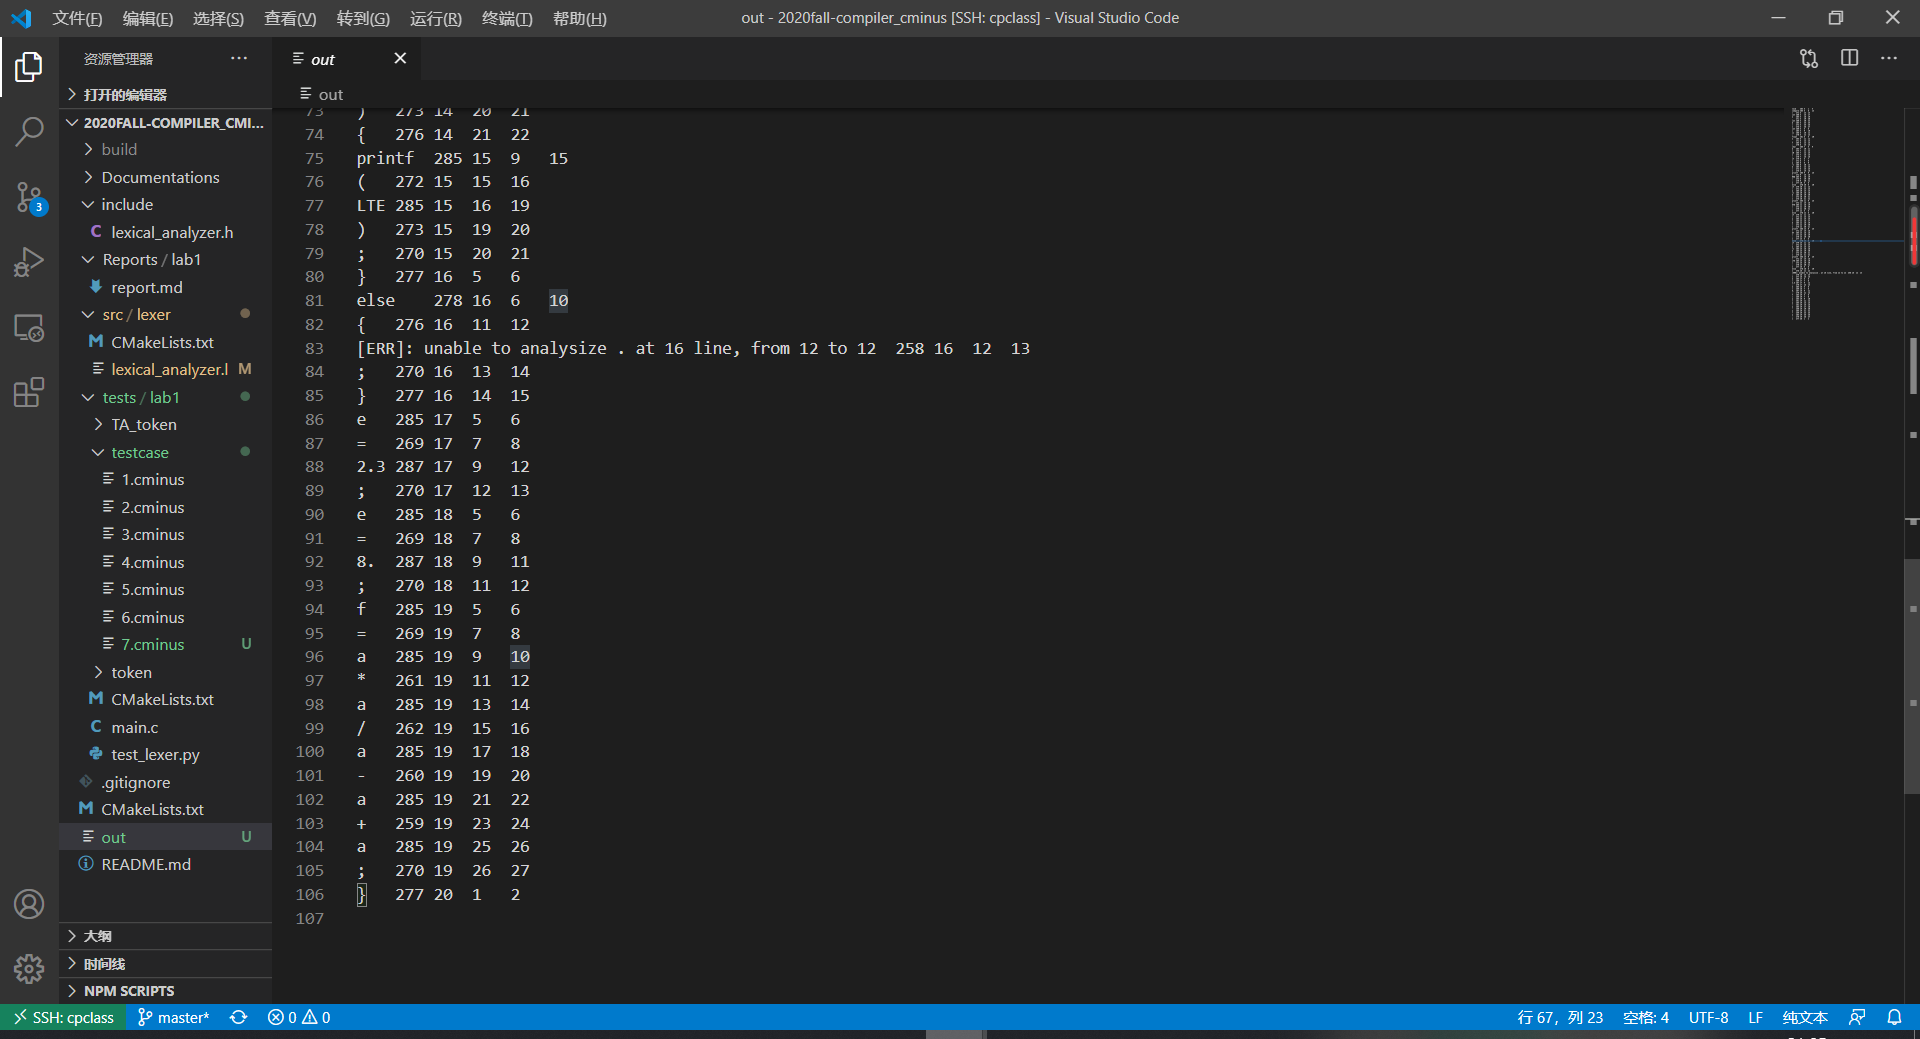 文件(F) 编辑(E) 选择(S) 查看(V) 转到(G) 运行(R) 终端(T) 帮助(H) out - 2020fall-compiler_cminus [SSH: cpclass] - Visual Studio Code
资源管理器
打开的编辑器
2020FALL-COMPILER_CMI...
build
Documentations
include
lexical_analyzer.h
Reports / lab1
report.md
src / lexer
CMakeLists.txt
lexical_analyzer.l M
tests / lab1
TA_token
testcase
1.cminus
2.cminus
3.cminus
4.cminus
5.cminus
6.cminus
7.cminus U
token
CMakeLists.txt
main.c
test_lexer.py
.gitignore
CMakeLists.txt
out U
README.md
大纲
时间线
NPM SCRIPTS
3
out
out
73 ) 273 14 20 21
74 { 276 14 21 22
75 printf 285 15 9 15
76 ( 272 15 15 16
77 LTE 285 15 16 19
78 ) 273 15 19 20
79 ; 270 15 20 21
80 } 277 16 5 6
81 else 278 16 6 10
82 { 276 16 11 12
83 [ERR]: unable to analysize . at 16 line, from 12 to 12 258 16 12 13
84 ; 270 16 13 14
85 } 277 16 14 15
86 e 285 17 5 6
87 = 269 17 7 8
88 2.3 287 17 9 12
89 ; 270 17 12 13
90 e 285 18 5 6
91 = 269 18 7 8
92 8. 287 18 9 11
93 ; 270 18 11 12
94 f 285 19 5 6
95 = 269 19 7 8
96 a 285 19 9 10
97 * 261 19 11 12
98 a 285 19 13 14
99 / 262 19 15 16
100 a 285 19 17 18
101 - 260 19 19 20
102 a 285 19 21 22
103 + 259 19 23 24
104 a 285 19 25 26
105 ; 270 19 26 27
106 } 277 20 1 2
107
SSH: cpclass master* 0 0 行 67，列 23 空格: 4 UTF-8 LF 纯文本